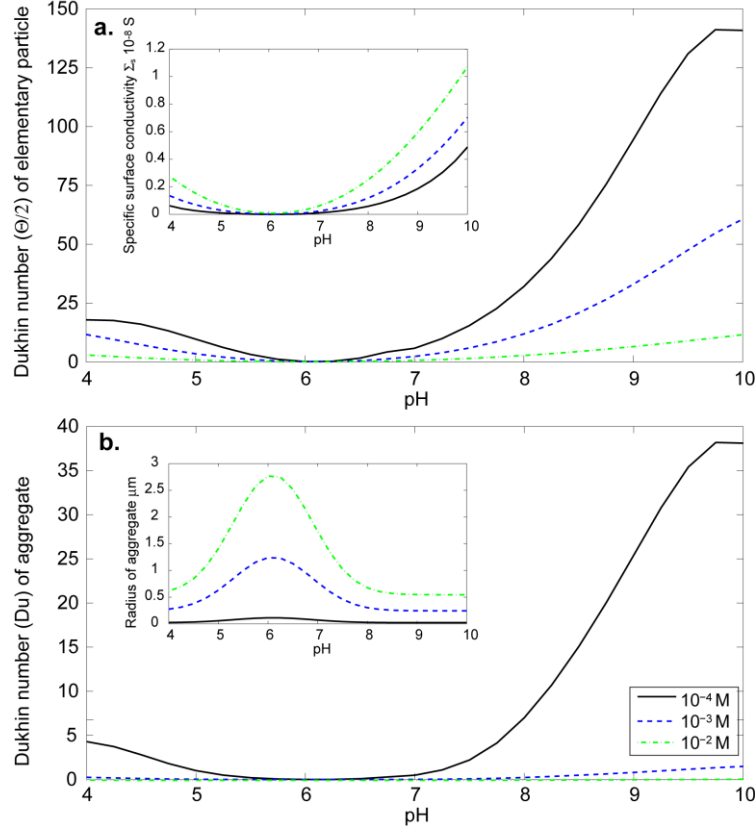 a.
Dukhin number (Θ/2) of elementary particle
150
125
100
75
50
25
0
4 5 6 7 8 9 10
pH
Specific surface conductivity Σs 10-8 S
1.2
1
0.8
0.6
0.4
0.2
0
4 5 6 7 8 9 10
pH
b.
Dukhin number (Du) of aggregate
40
35
30
25
20
15
10
5
0
4 5 6 7 8 9 10
pH
Radius of aggregate μm
3
2.5
2
1.5
1
0.5
0
4 5 6 7 8 9 10
pH
10−4 M
10−3 M
10−2 M